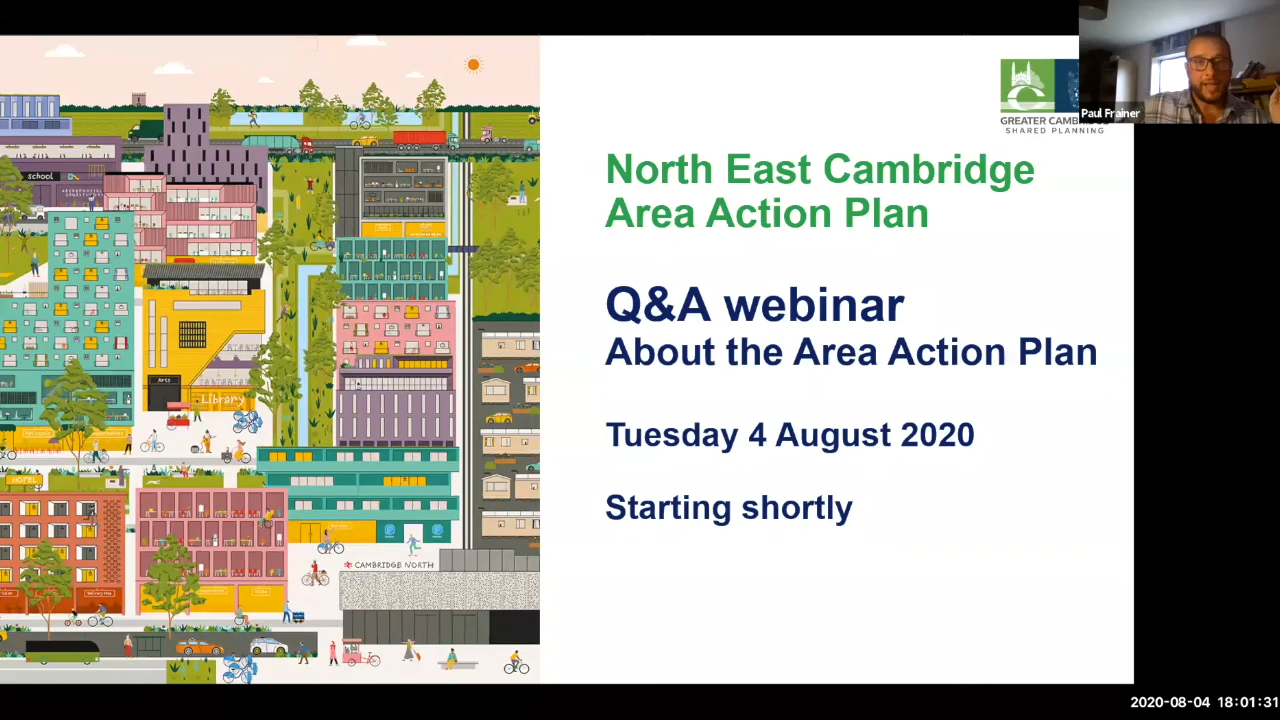 GREATER CAMB
SHARED PLANNING
Paul Frainer
North East Cambridge
Area Action Plan
Q&A webinar
About the Area Action Plan
Tuesday 4 August 2020
Starting shortly
school
Arts
Library
HOTEL
CAMBRIDGE NORTH
2020-08-04 18:01:31